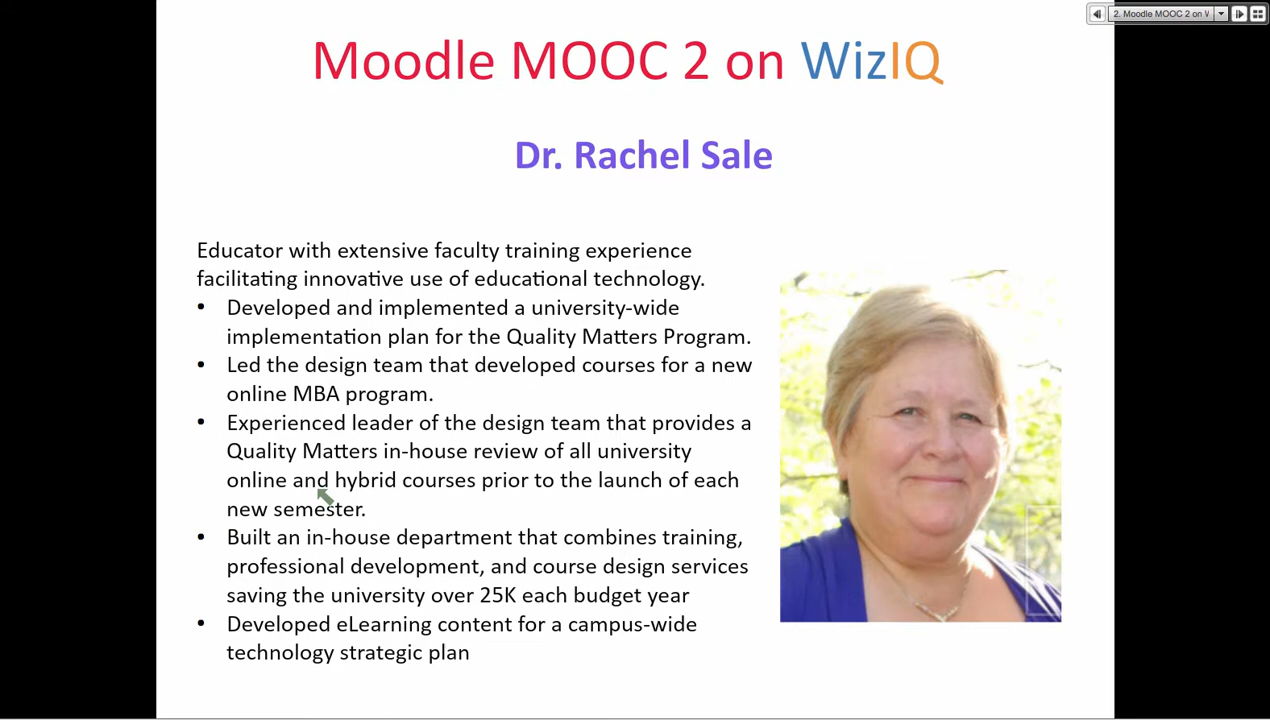 2. Moodle MOOC 2 on W
Moodle MOOC 2 on WizIQ
Dr. Rachel Sale
Educator with extensive faculty training experience
facilitating innovative use of educational technology.
• Developed and implemented a university-wide
implementation plan for the Quality Matters Program.
• Led the design team that developed courses for a new
online MBA program.
• Experienced leader of the design team that provides a
Quality Matters in-house review of all university
online and hybrid courses prior to the launch of each
new semester.
• Built an in-house department that combines training,
professional development, and course design services
saving the university over 25K each budget year
• Developed eLearning content for a campus-wide
technology strategic plan